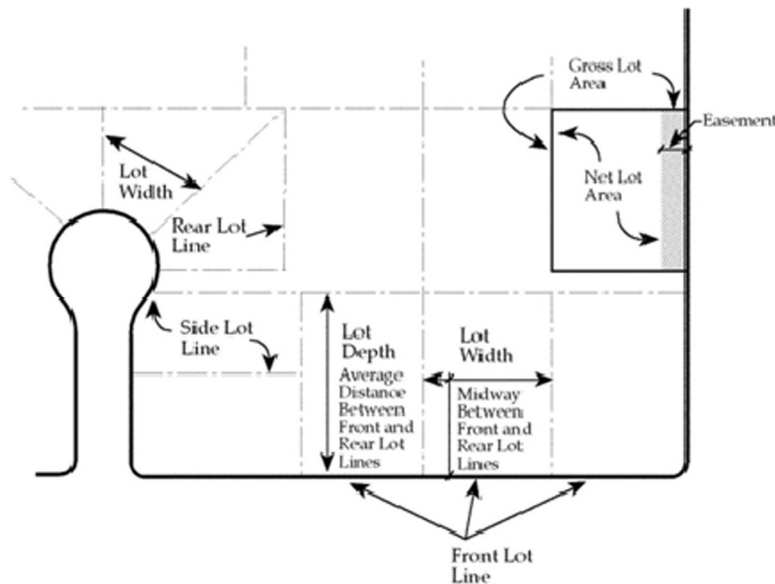 Gross Lot
Area
Easement
Lot
Width
Net Lot
Area
Rear Lot
Line
Side Lot
Line
Lot
Depth
Average
Distance
Between
Front and
Rear Lot
Lines
Lot
Width
Midway
Between
Front and
Rear Lot
Lines
Front Lot
Line